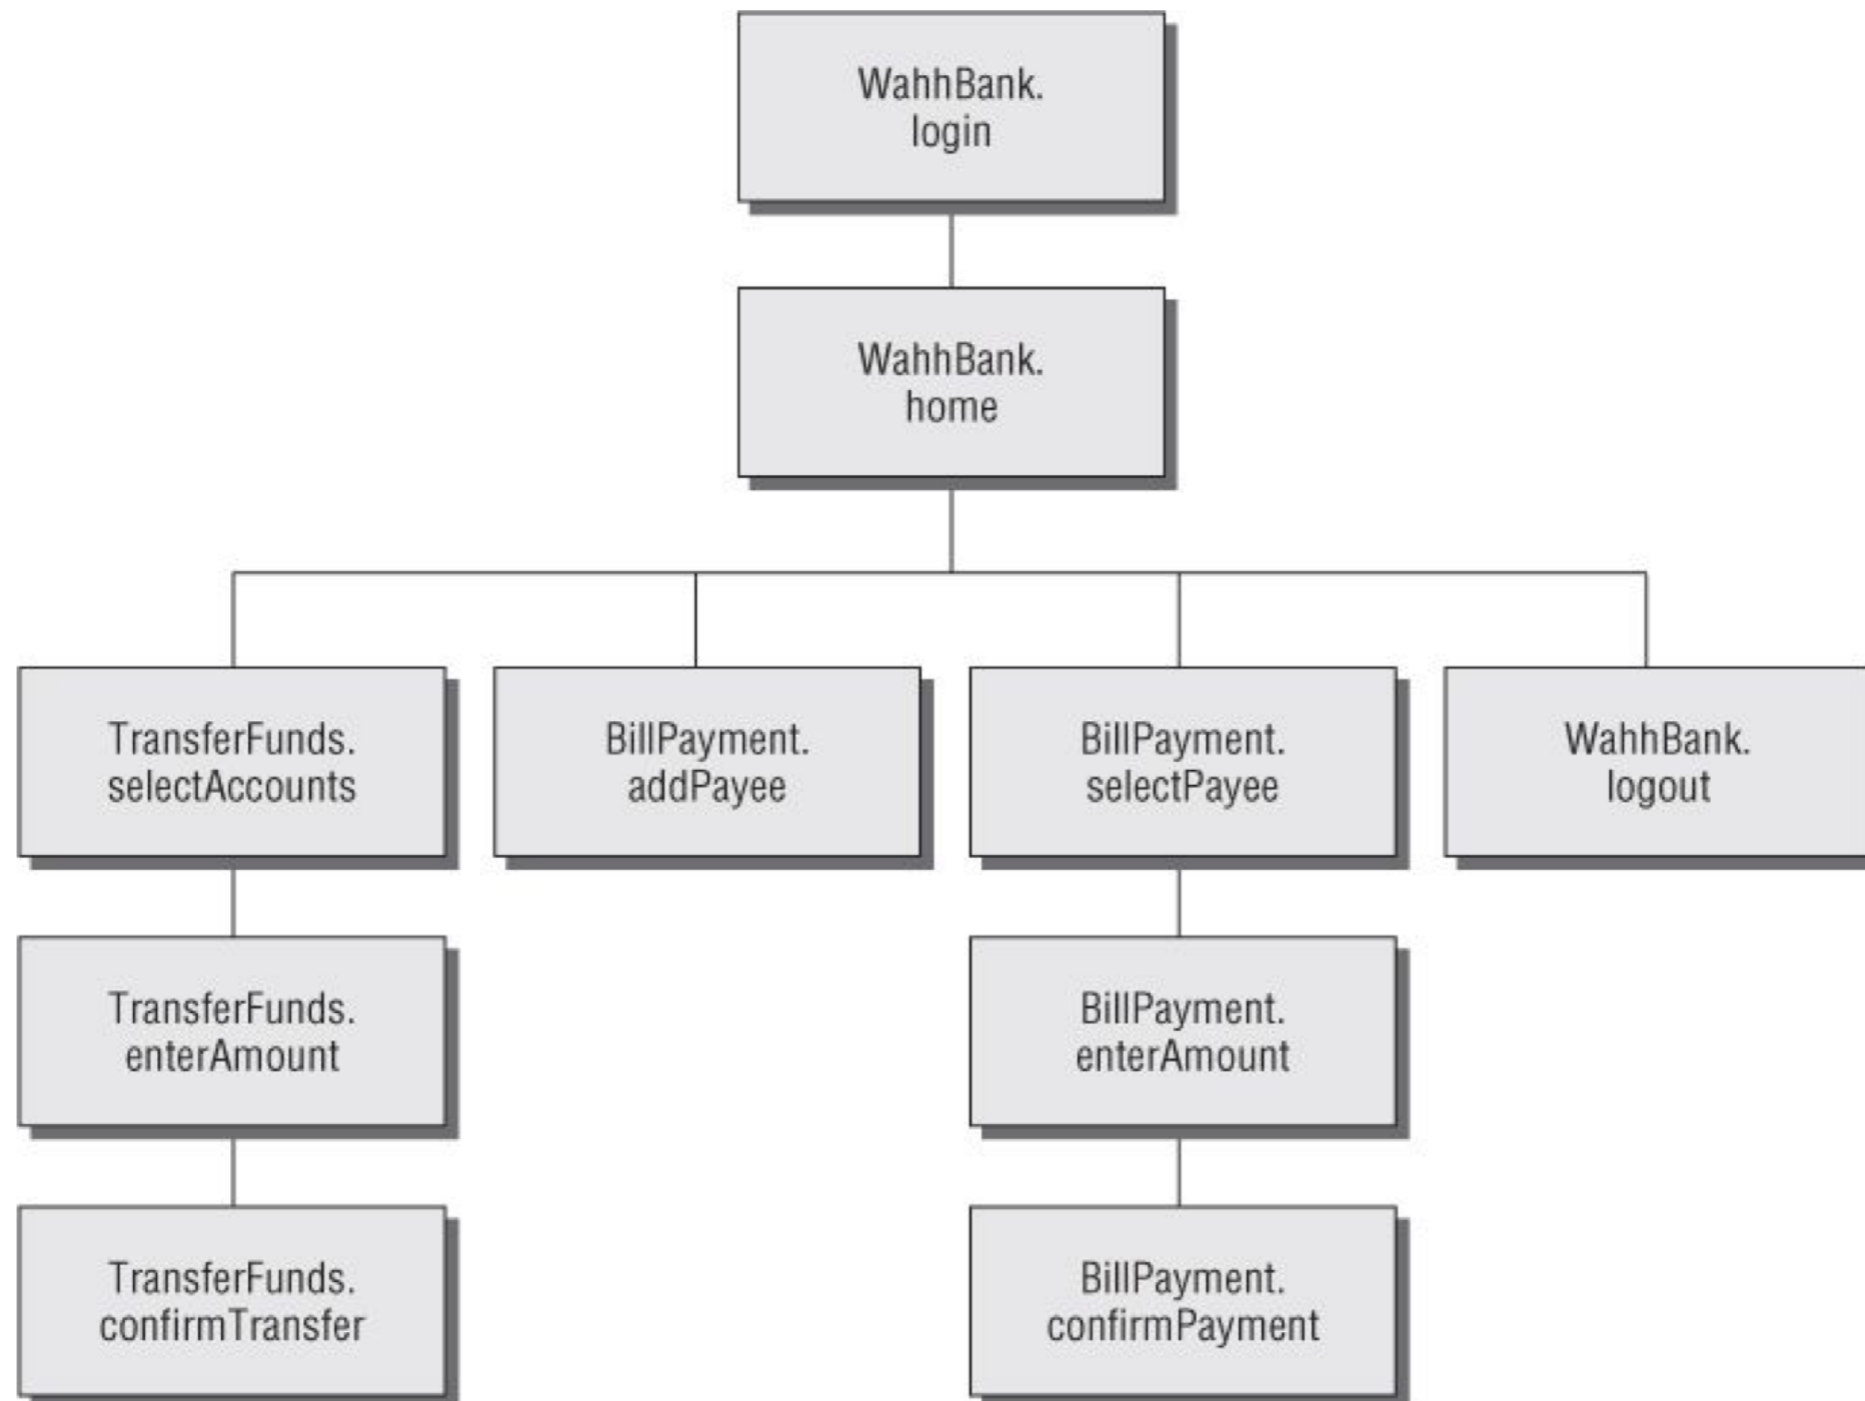 WahhBank.
login
WahhBank.
home
TransferFunds.
selectAccounts
BillPayment.
addPayee
BillPayment.
selectPayee
WahhBank.
logout
TransferFunds.
enterAmount
BillPayment.
enterAmount
TransferFunds.
confirmTransfer
BillPayment.
confirmPayment